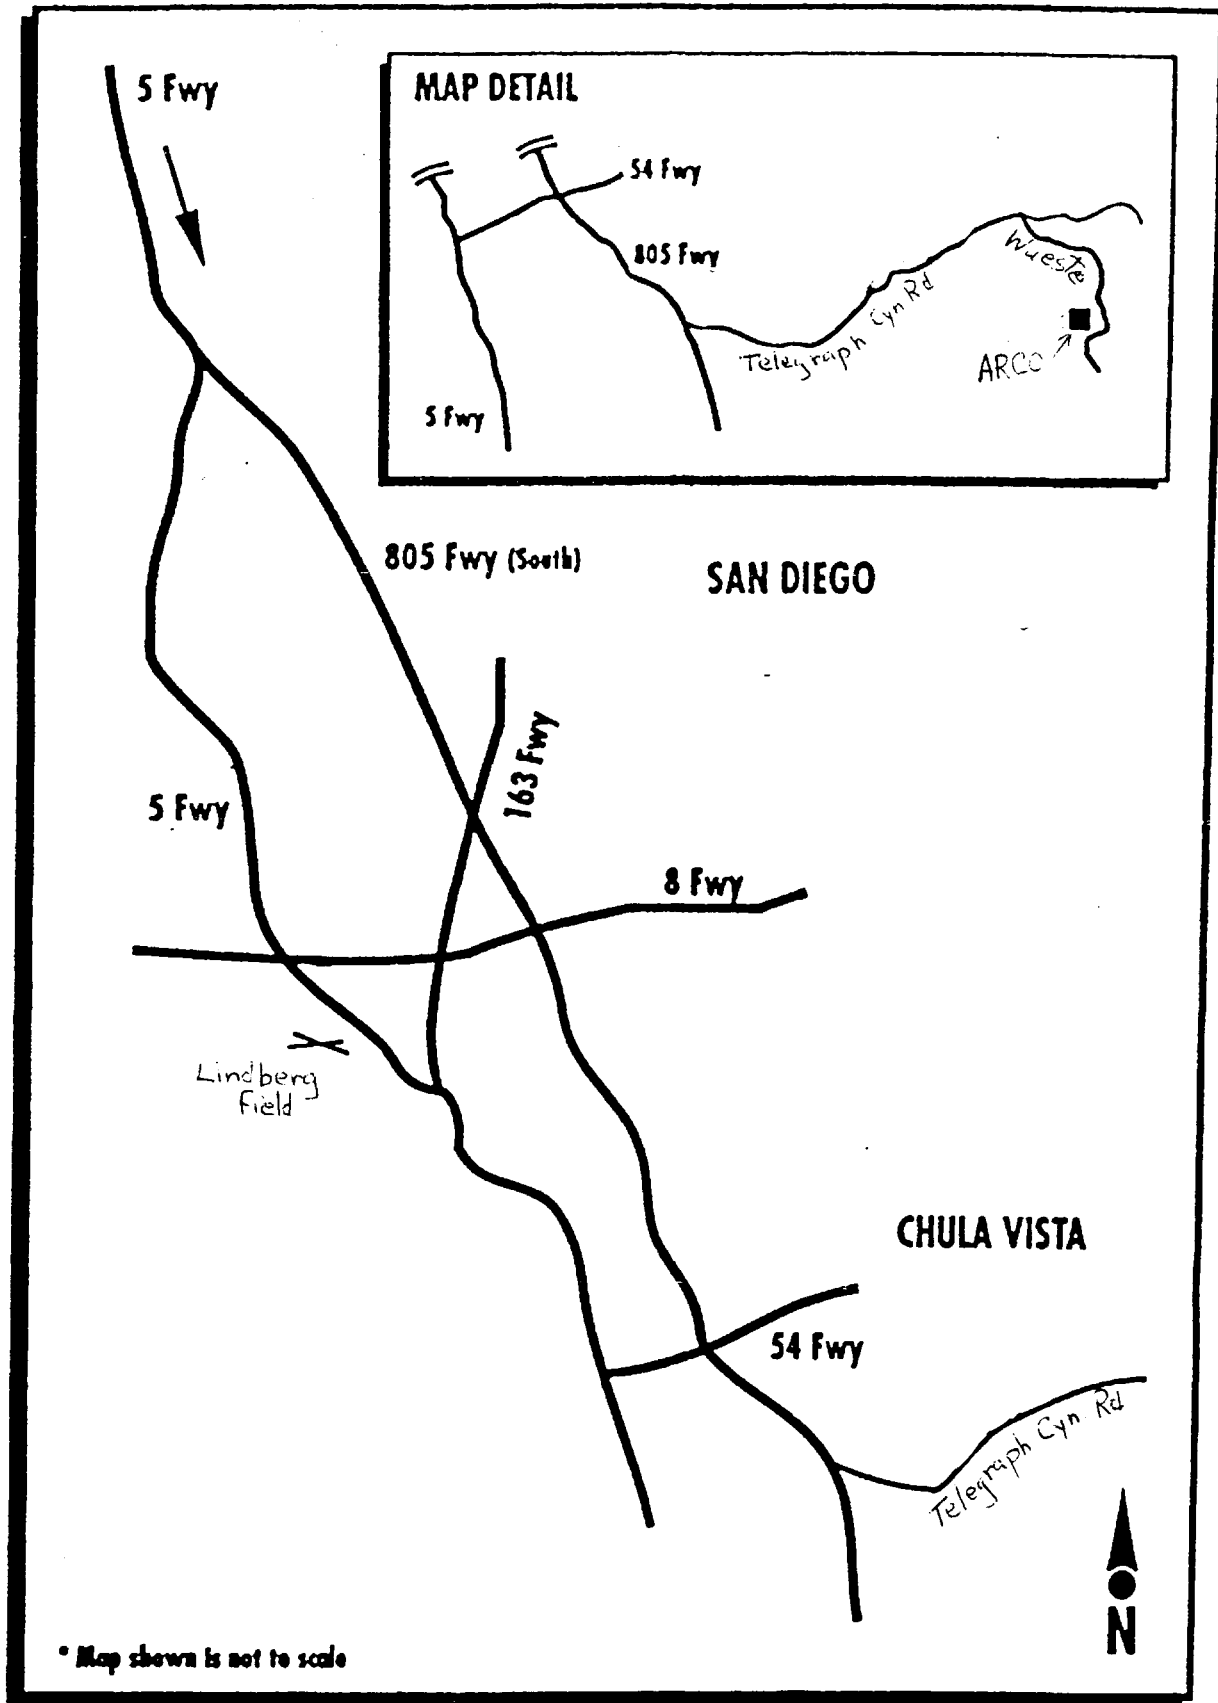 5 Fwy
MAP DETAIL
54 Fwy
805 Fwy
Wueste
Telegraph Cyn Rd
ARCO
5 Fwy
805 Fwy (South)
SAN DIEGO
163 Fwy
5 Fwy
8 Fwy
Lindberg
Field
CHULA VISTA
54 Fwy
Telegraph Cyn. Rd
N
* Map shown is not to scale